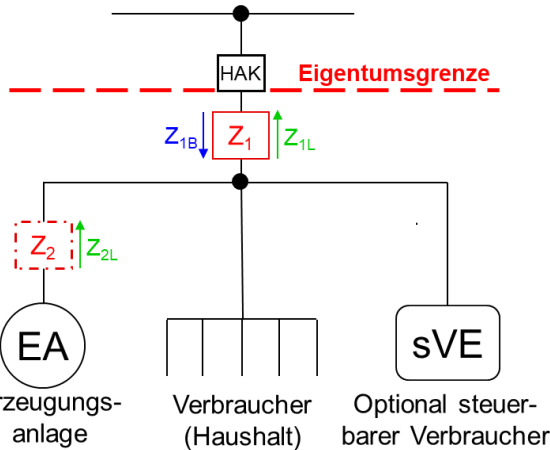 HAK
Eigentumsgrenze
Z1B
Z1
Z1L
Z2
Z2L
EA
sVE
rzeugungs-
anlage
Verbraucher
(Haushalt)
Optional steuer-
barer Verbraucher